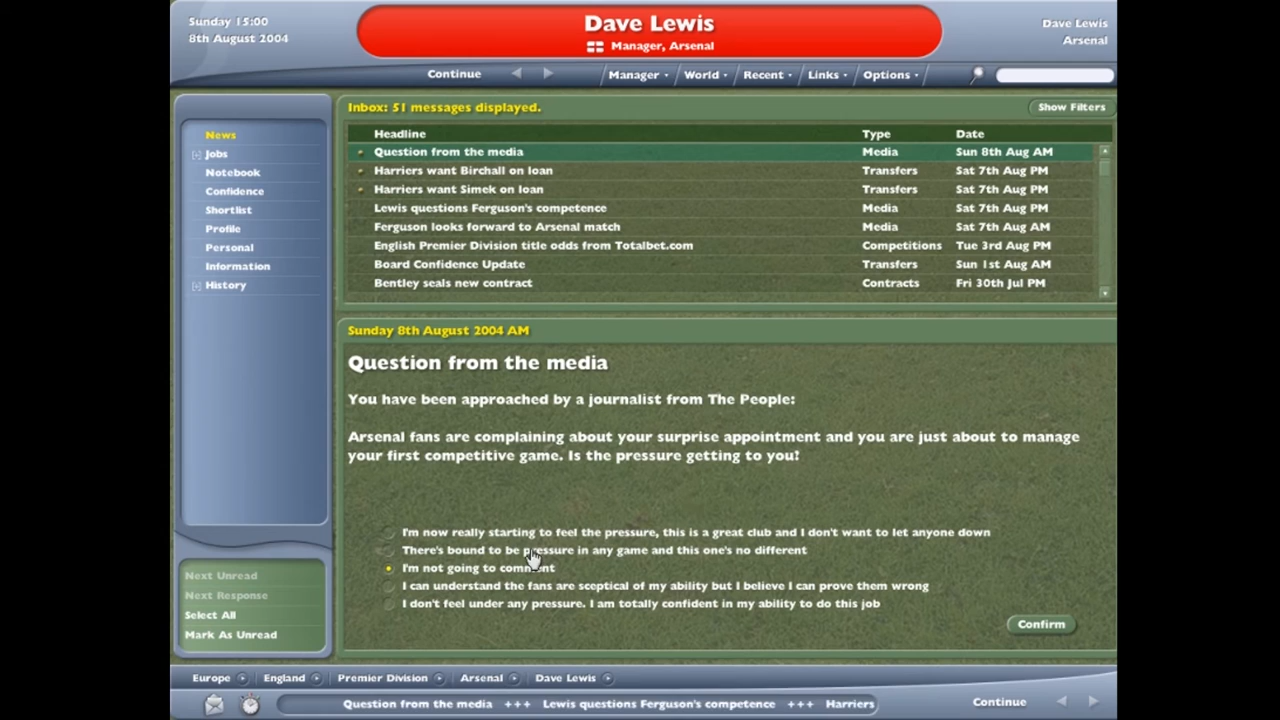 Sunday 15:00
8th August 2004
Dave Lewis
Manager, Arsenal
Dave Lewis
Arsenal
Continue
Manager
World
Recent
Links
Options
News
Jobs
Notebook
Confidence
Shortlist
Profile
Personal
Information
History
Next Unread
Next Response
Select All
Mark As Unread
Inbox: 51 messages displayed.
Show Filters
Headline Type Date
Question from the media Media Sun 8th Aug AM
Harriers want Birchall on loan Transfers Sat 7th Aug PM
Harriers want Simek on loan Transfers Sat 7th Aug PM
Lewis questions Ferguson's competence Media Sat 7th Aug PM
Ferguson looks forward to Arsenal match Media Sat 7th Aug AM
English Premier Division title odds from Totalbet.com Competitions Tue 3rd Aug PM
Board Confidence Update Transfers Sun 1st Aug AM
Bentley seals new contract Contracts Fri 30th Jul PM
Sunday 8th August 2004 AM
Question from the media
You have been approached by a journalist from The People:
Arsenal fans are complaining about your surprise appointment and you are just about to manage
your first competitive game. Is the pressure getting to you?
I'm now really starting to feel the pressure, this is a great club and I don't want to let anyone down
There's bound to be pressure in any game and this one's no different
I'm not going to comment
I can understand the fans are sceptical of my ability but I believe I can prove them wrong
I don't feel under any pressure. I am totally confident in my ability to do this job
Confirm
Europe England Premier Division Arsenal Dave Lewis
Question from the media +++ Lewis questions Ferguson's competence +++ Harriers
Continue